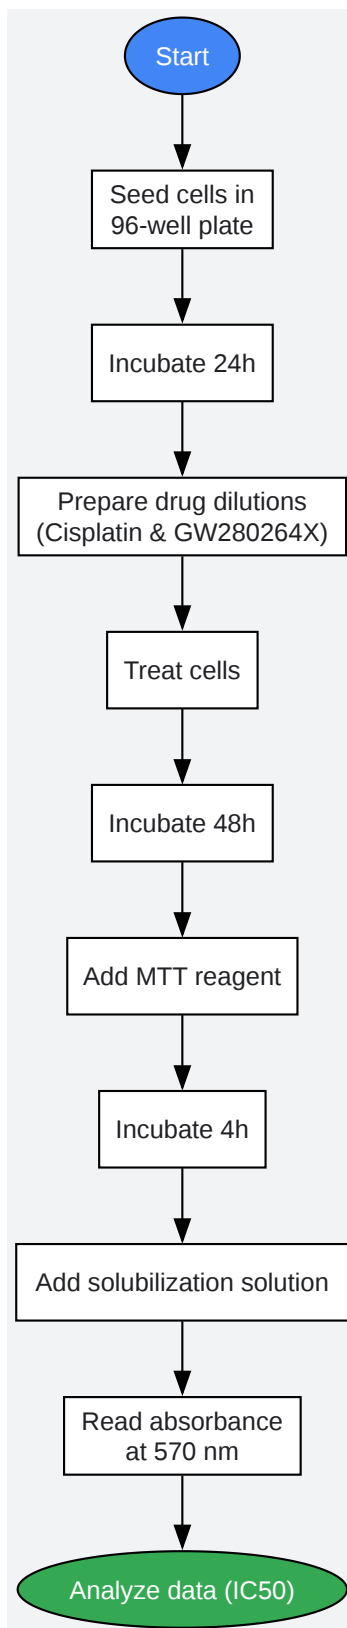 Start
Seed cells in
96-well plate
Incubate 24h
Prepare drug dilutions
(Cisplatin & GW280264X)
Treat cells
Incubate 48h
Add MTT reagent
Incubate 4h
Add solubilization solution
Read absorbance
at 570 nm
Analyze data (IC50)